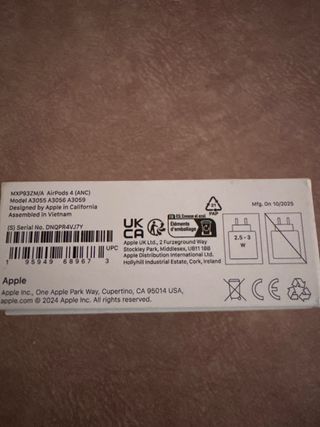 MXP93ZM/A AirPods 4 (ANC)
Model A3055 A3056 A3059
Designed by Apple in California
Assembled in Vietnam
(S) Serial No. DNQPR4VJ7Y
UPC
1 95949 68967 3
UK
CA
Éléments
d'emballage
21
PAP
Apple UK Ltd., 2 Furzeground Way
Stockley Park, Middlesex, UB11 1BB
Apple Distribution International Ltd.
Hollyhill Industrial Estate, Cork, Ireland
Mfg. On 10/2025
2.5 - 3
W
Apple
Apple Inc., One Apple Park Way, Cupertino, CA 95014 USA,
apple.com © 2024 Apple Inc. All rights reserved.
CE